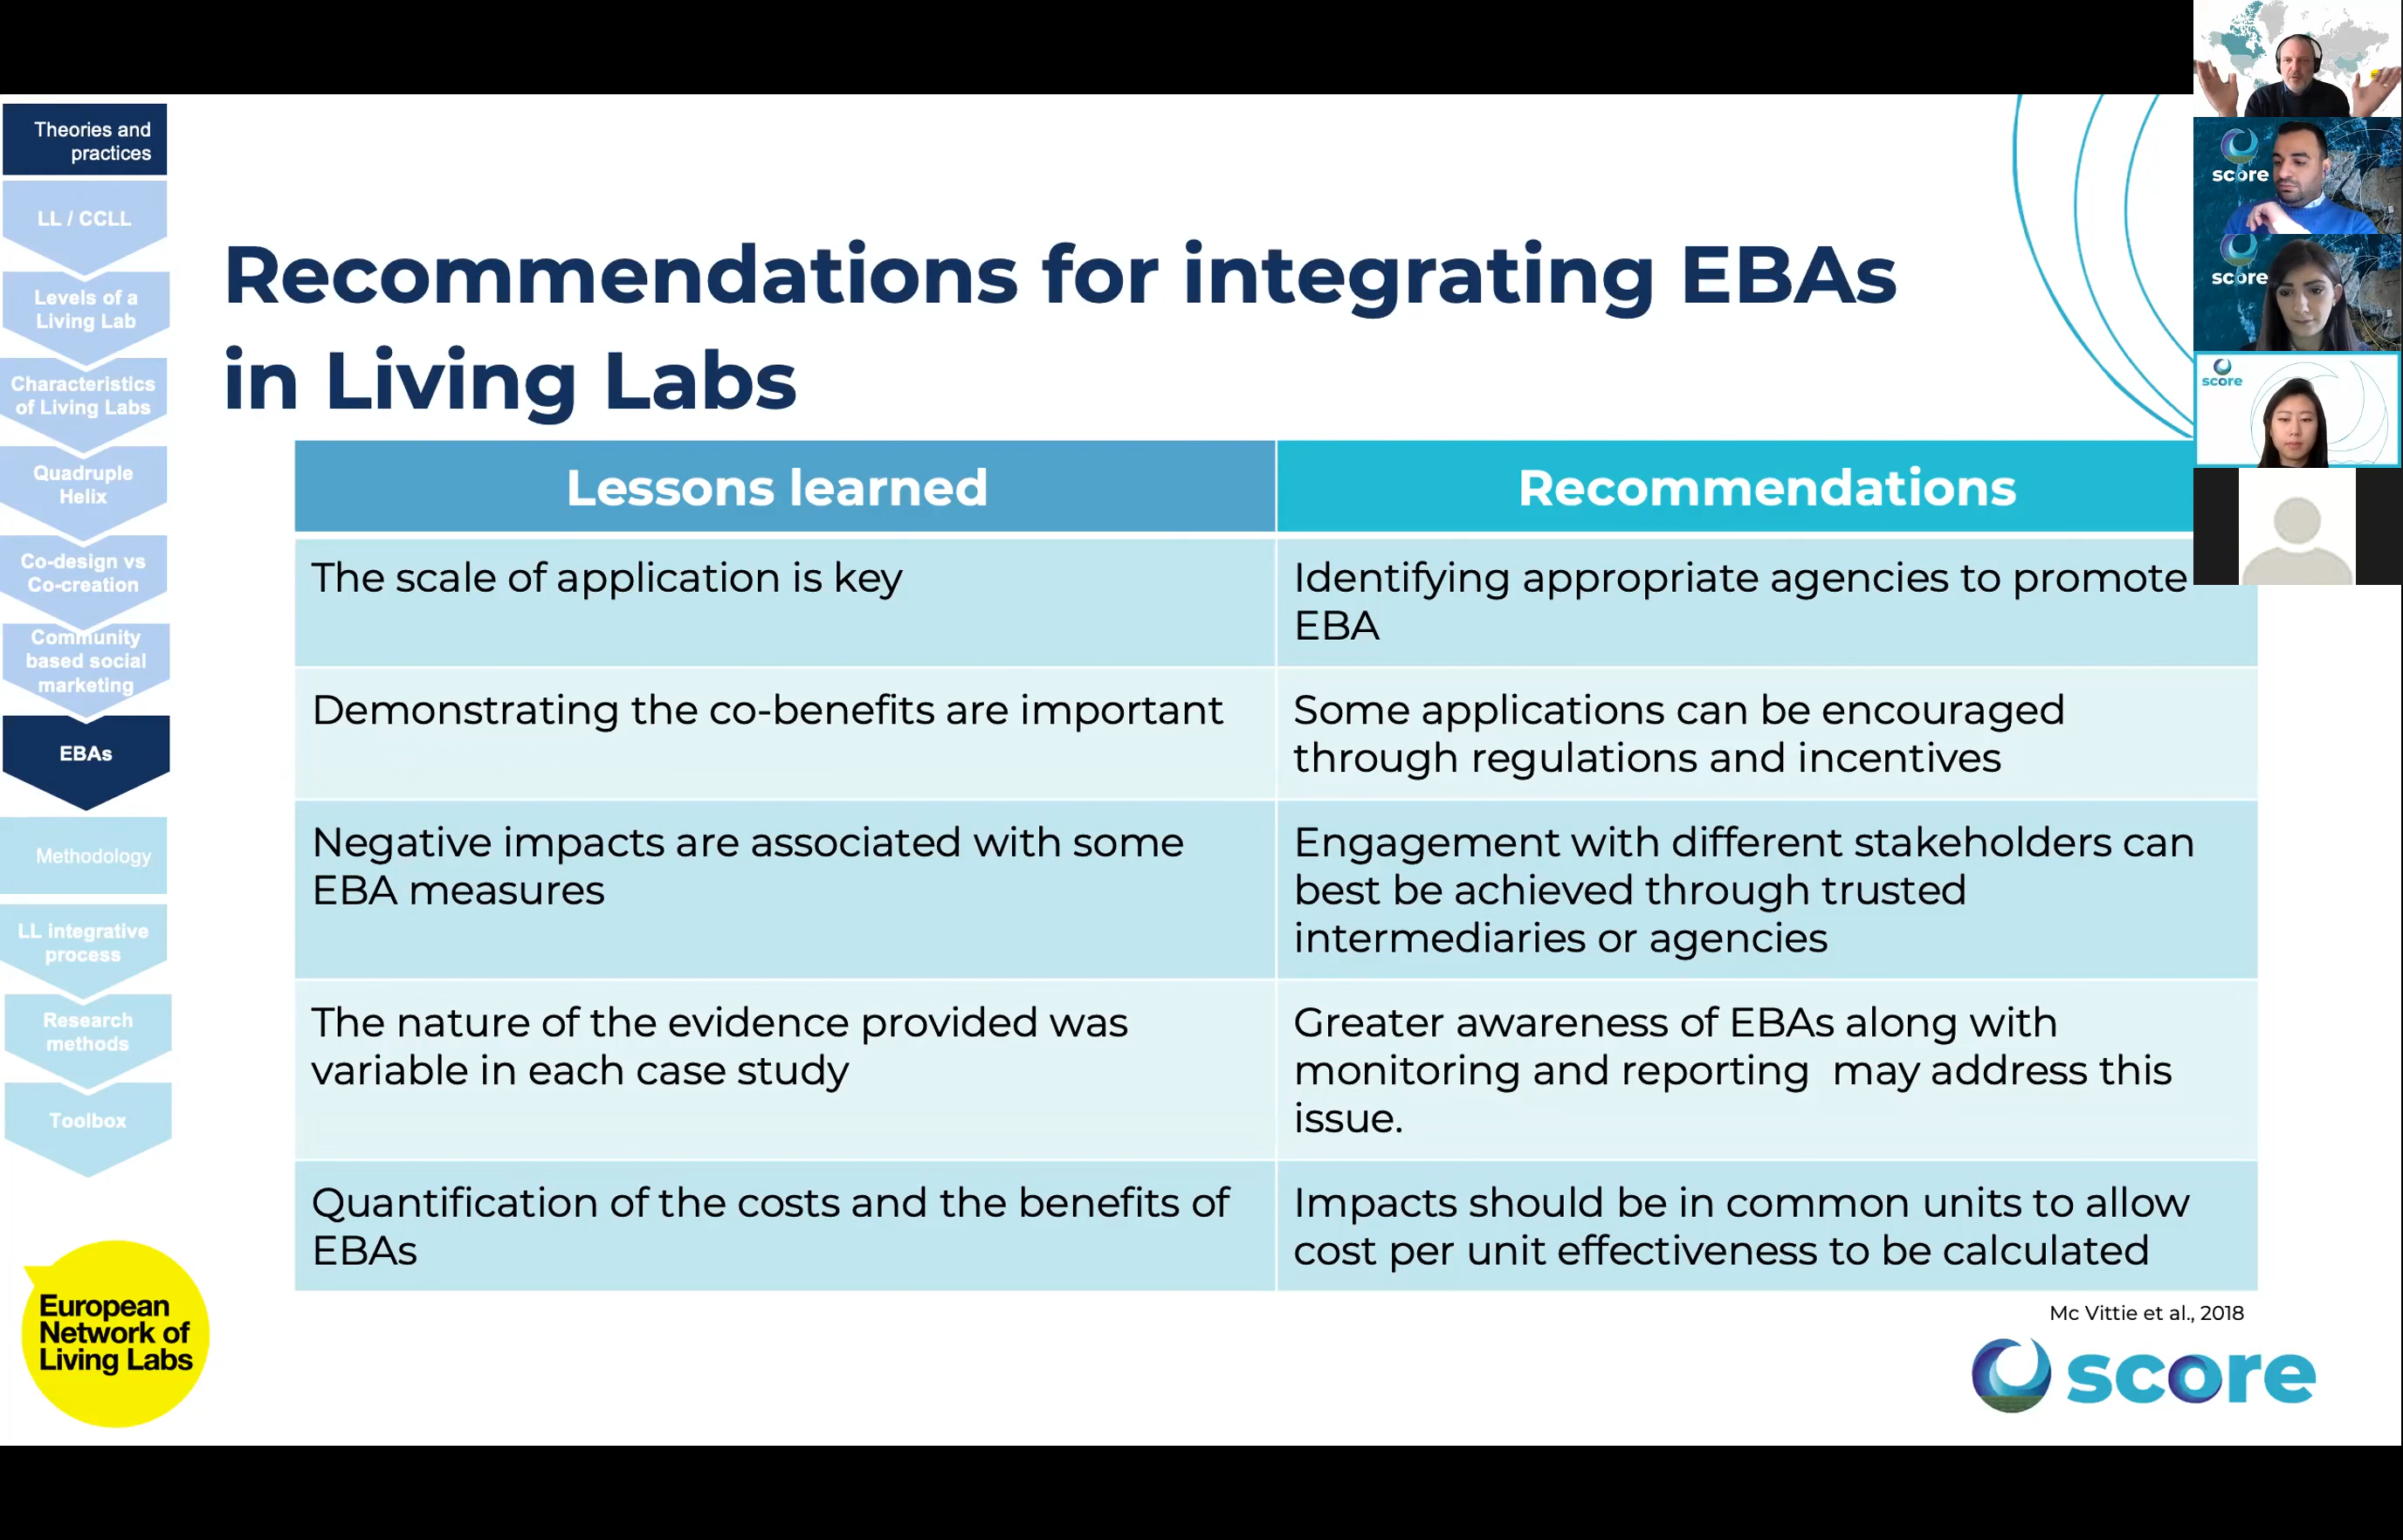 Theories and
practices
LL / CCLL
Levels of a
Living Lab
Characteristics
of Living Labs
Quadruple
Helix
Co-design vs
Co-creation
Community
based social
marketing
EBAs
Methodology
LL integrative
process
Research
methods
Toolbox
European
Network of
Living Labs
Recommendations for integrating EBAs
in Living Labs
Lessons learned
Recommendations
The scale of application is key
Identifying appropriate agencies to promote
EBA
Demonstrating the co-benefits are important
Some applications can be encouraged
through regulations and incentives
Negative impacts are associated with some
EBA measures
Engagement with different stakeholders can
best be achieved through trusted
intermediaries or agencies
The nature of the evidence provided was
variable in each case study
Greater awareness of EBAs along with
monitoring and reporting  may address this
issue.
Quantification of the costs and the benefits of
EBAs
Impacts should be in common units to allow
cost per unit effectiveness to be calculated
Mc Vittie et al., 2018
score
score
score
score